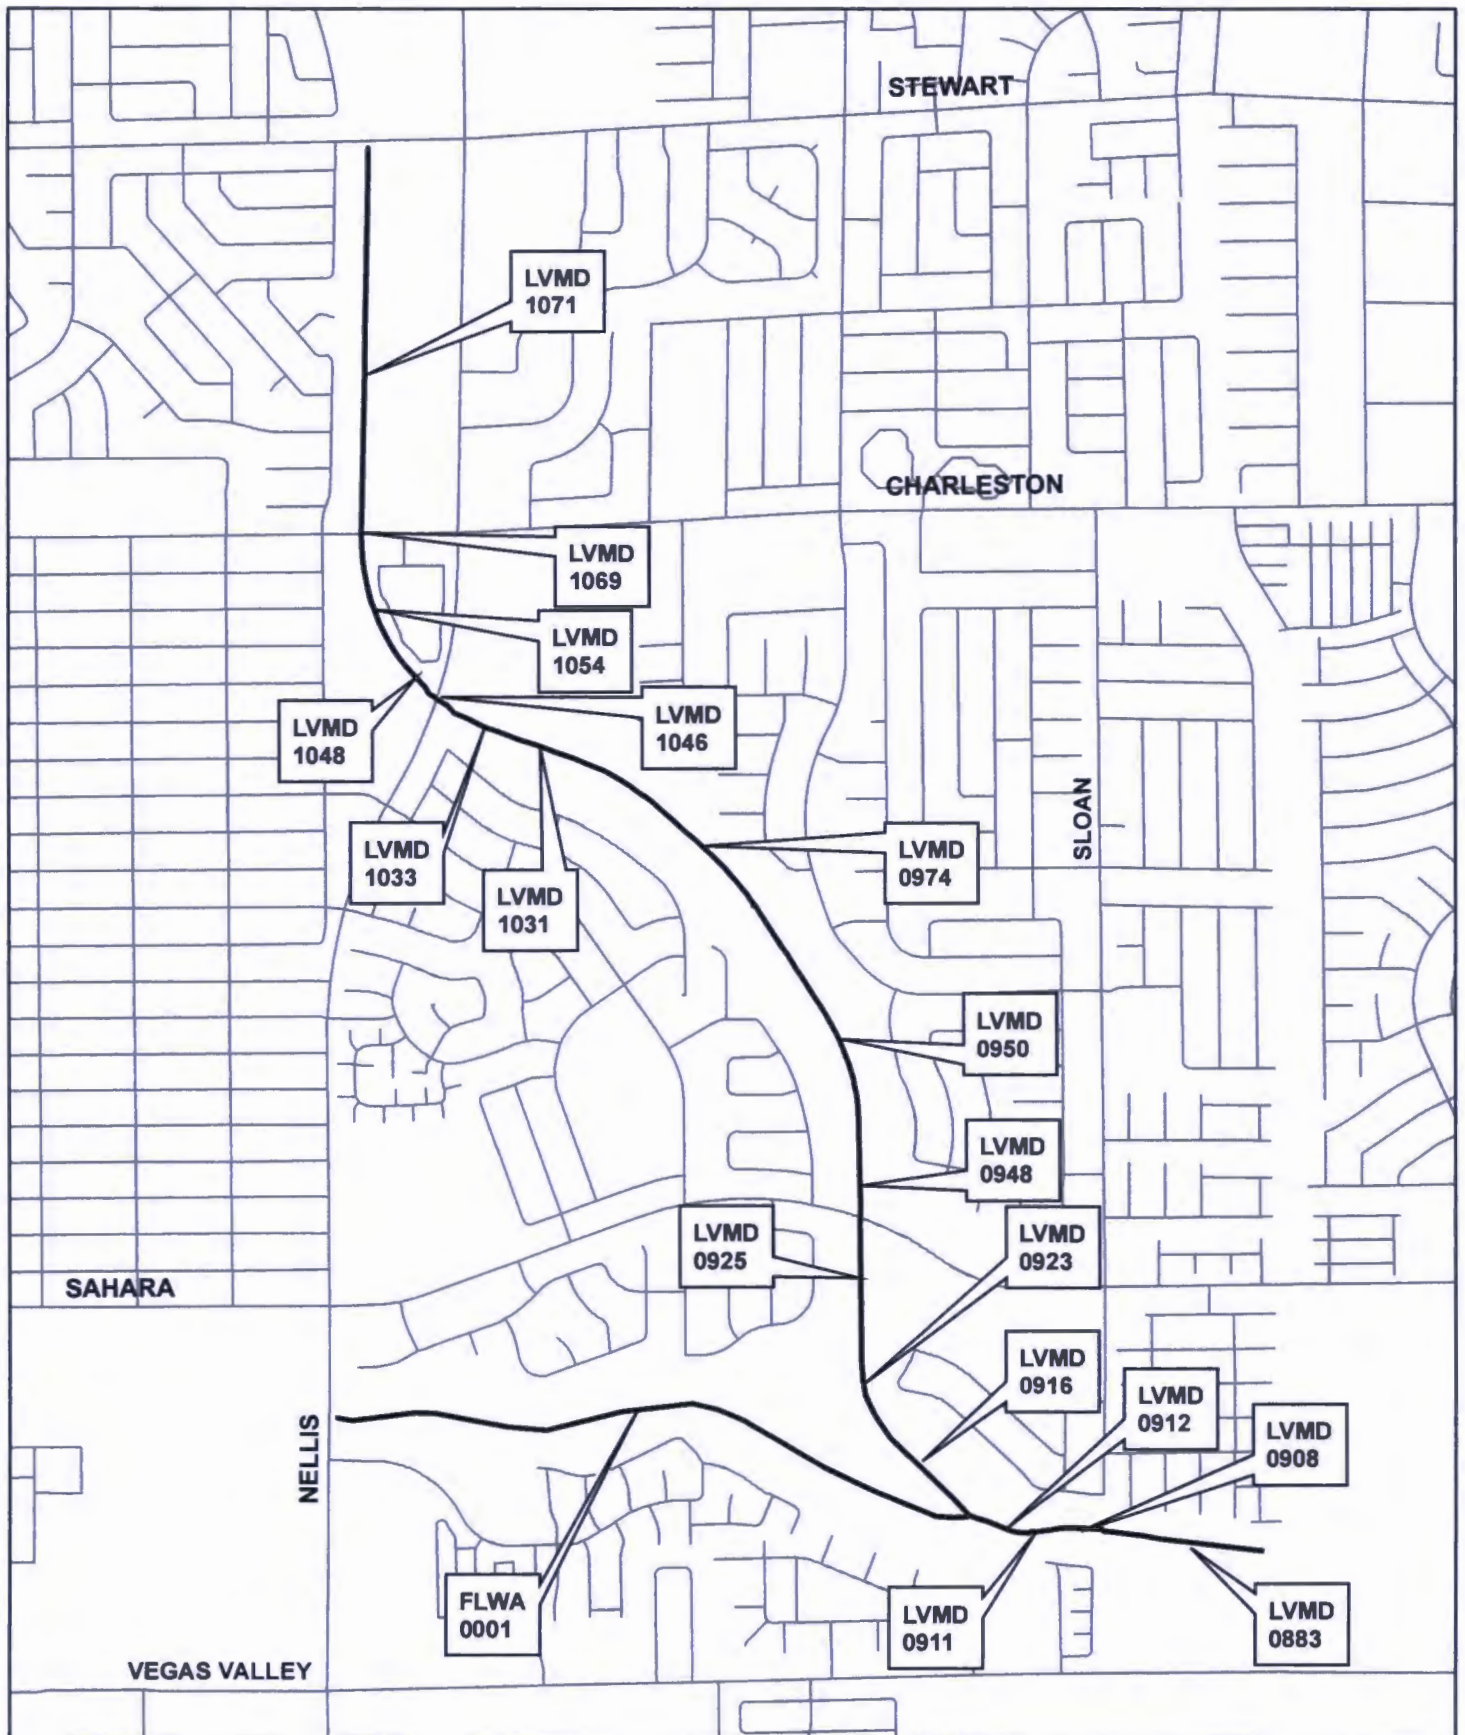 STEWART
LVMD
1071
CHARLESTON
LVMD
1069
LVMD
1054
LVMD
1048
LVMD
1046
SLOAN
LVMD
1033
LVMD
1031
LVMD
0974
LVMD
0950
LVMD
0948
LVMD
0925
LVMD
0923
SAHARA
LVMD
0916
LVMD
0912
LVMD
0908
NELLIS
FLWA
0001
LVMD
0911
LVMD
0883
VEGAS VALLEY